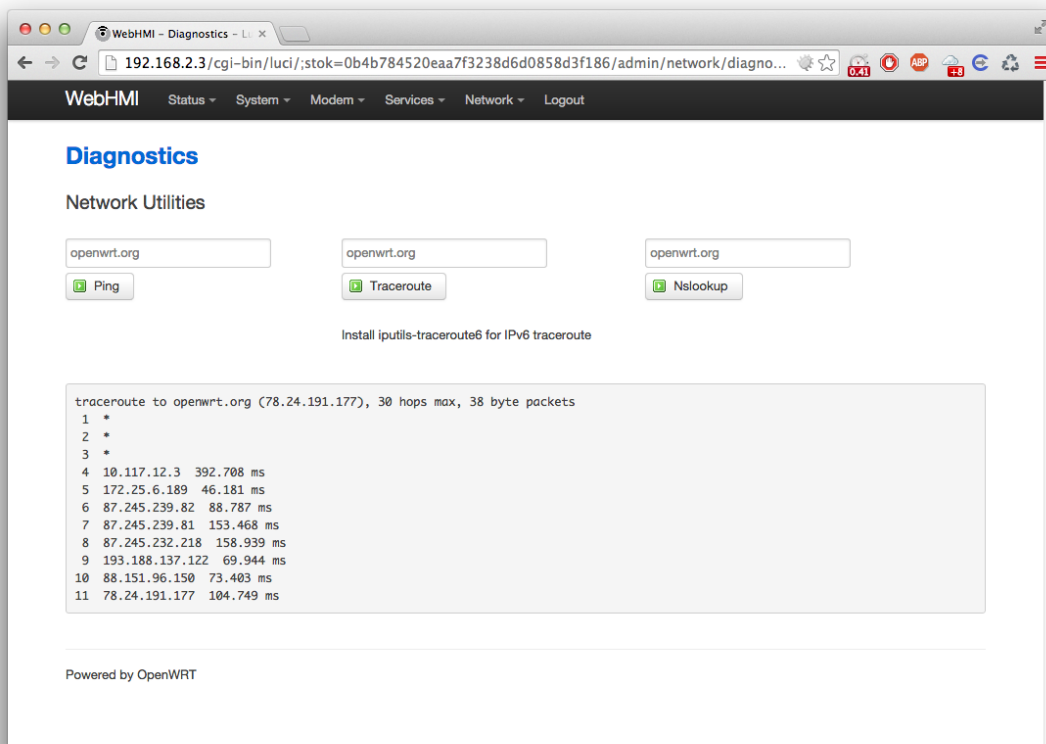 WebHMI - Diagnostics - Lu
192.168.2.3/cgi-bin/luci/;stok=0b4b784520eaa7f3238d6d0858d3f186/admin/network/diagno...
0.41
ABP
+8
WebHMI Status System Modem Services Network Logout
Diagnostics
Network Utilities
openwrt.org openwrt.org openwrt.org
Ping Traceroute Nslookup
Install iputils-traceroute6 for IPv6 traceroute
traceroute to openwrt.org (78.24.191.177), 30 hops max, 38 byte packets
1 *
2 *
3 *
4 10.117.12.3 392.708 ms
5 172.25.6.189 46.181 ms
6 87.245.239.82 88.787 ms
7 87.245.239.81 153.468 ms
8 87.245.232.218 158.939 ms
9 193.188.137.122 69.944 ms
10 88.151.96.150 73.403 ms
11 78.24.191.177 104.749 ms
Powered by OpenWRT